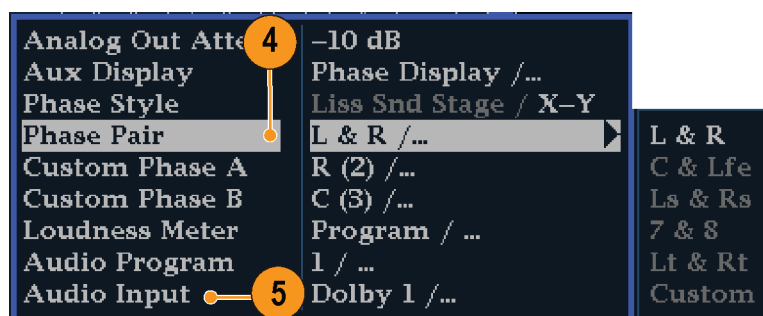 Analog Out Atte 4 –10 dB
Aux Display Phase Display /...
Phase Style Liss Snd Stage / X–Y
Phase Pair L & R /... L & R
Custom Phase A R (2) /... C & Lfe
Custom Phase B C (3) /... Ls & Rs
Loudness Meter Program / ... 7 & 8
Audio Program 1 / ... Lt & Rt
Audio Input 5 Dolby 1 /... Custom